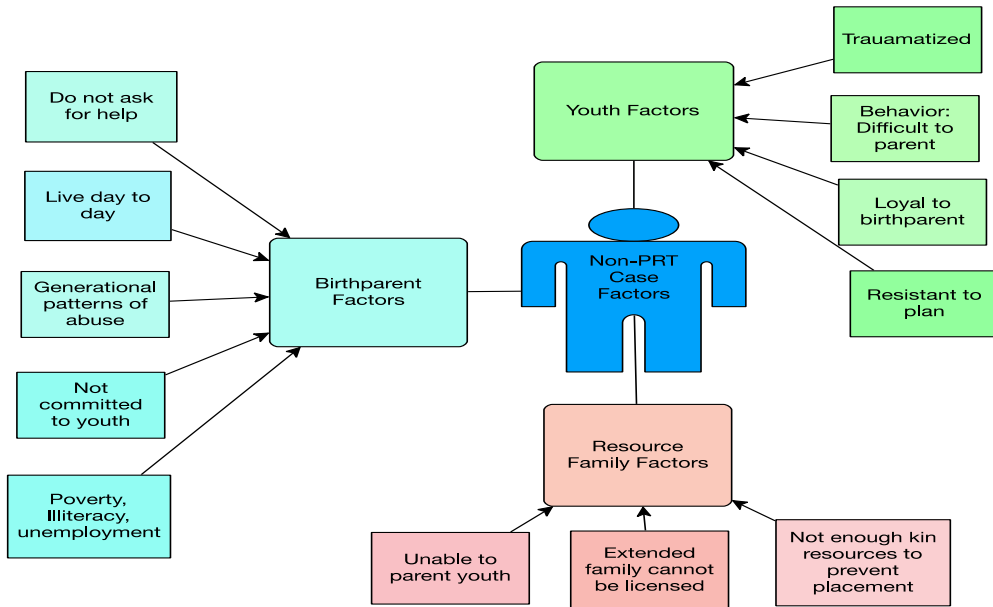 Trauamatized
Youth Factors
Behavior:
Difficult to
parent
Loyal to
birthparent
Resistant to
plan
Do not ask
for help
Live day to
day
Generational
patterns of
abuse
Not
committed
to youth
Poverty,
Illiteracy,
unemployment
Birthparent
Factors
Non-PRT
Case
Factors
Resource
Family Factors
Unable to
parent youth
Extended
family cannot
be licensed
Not enough kin
resources to
prevent
placement